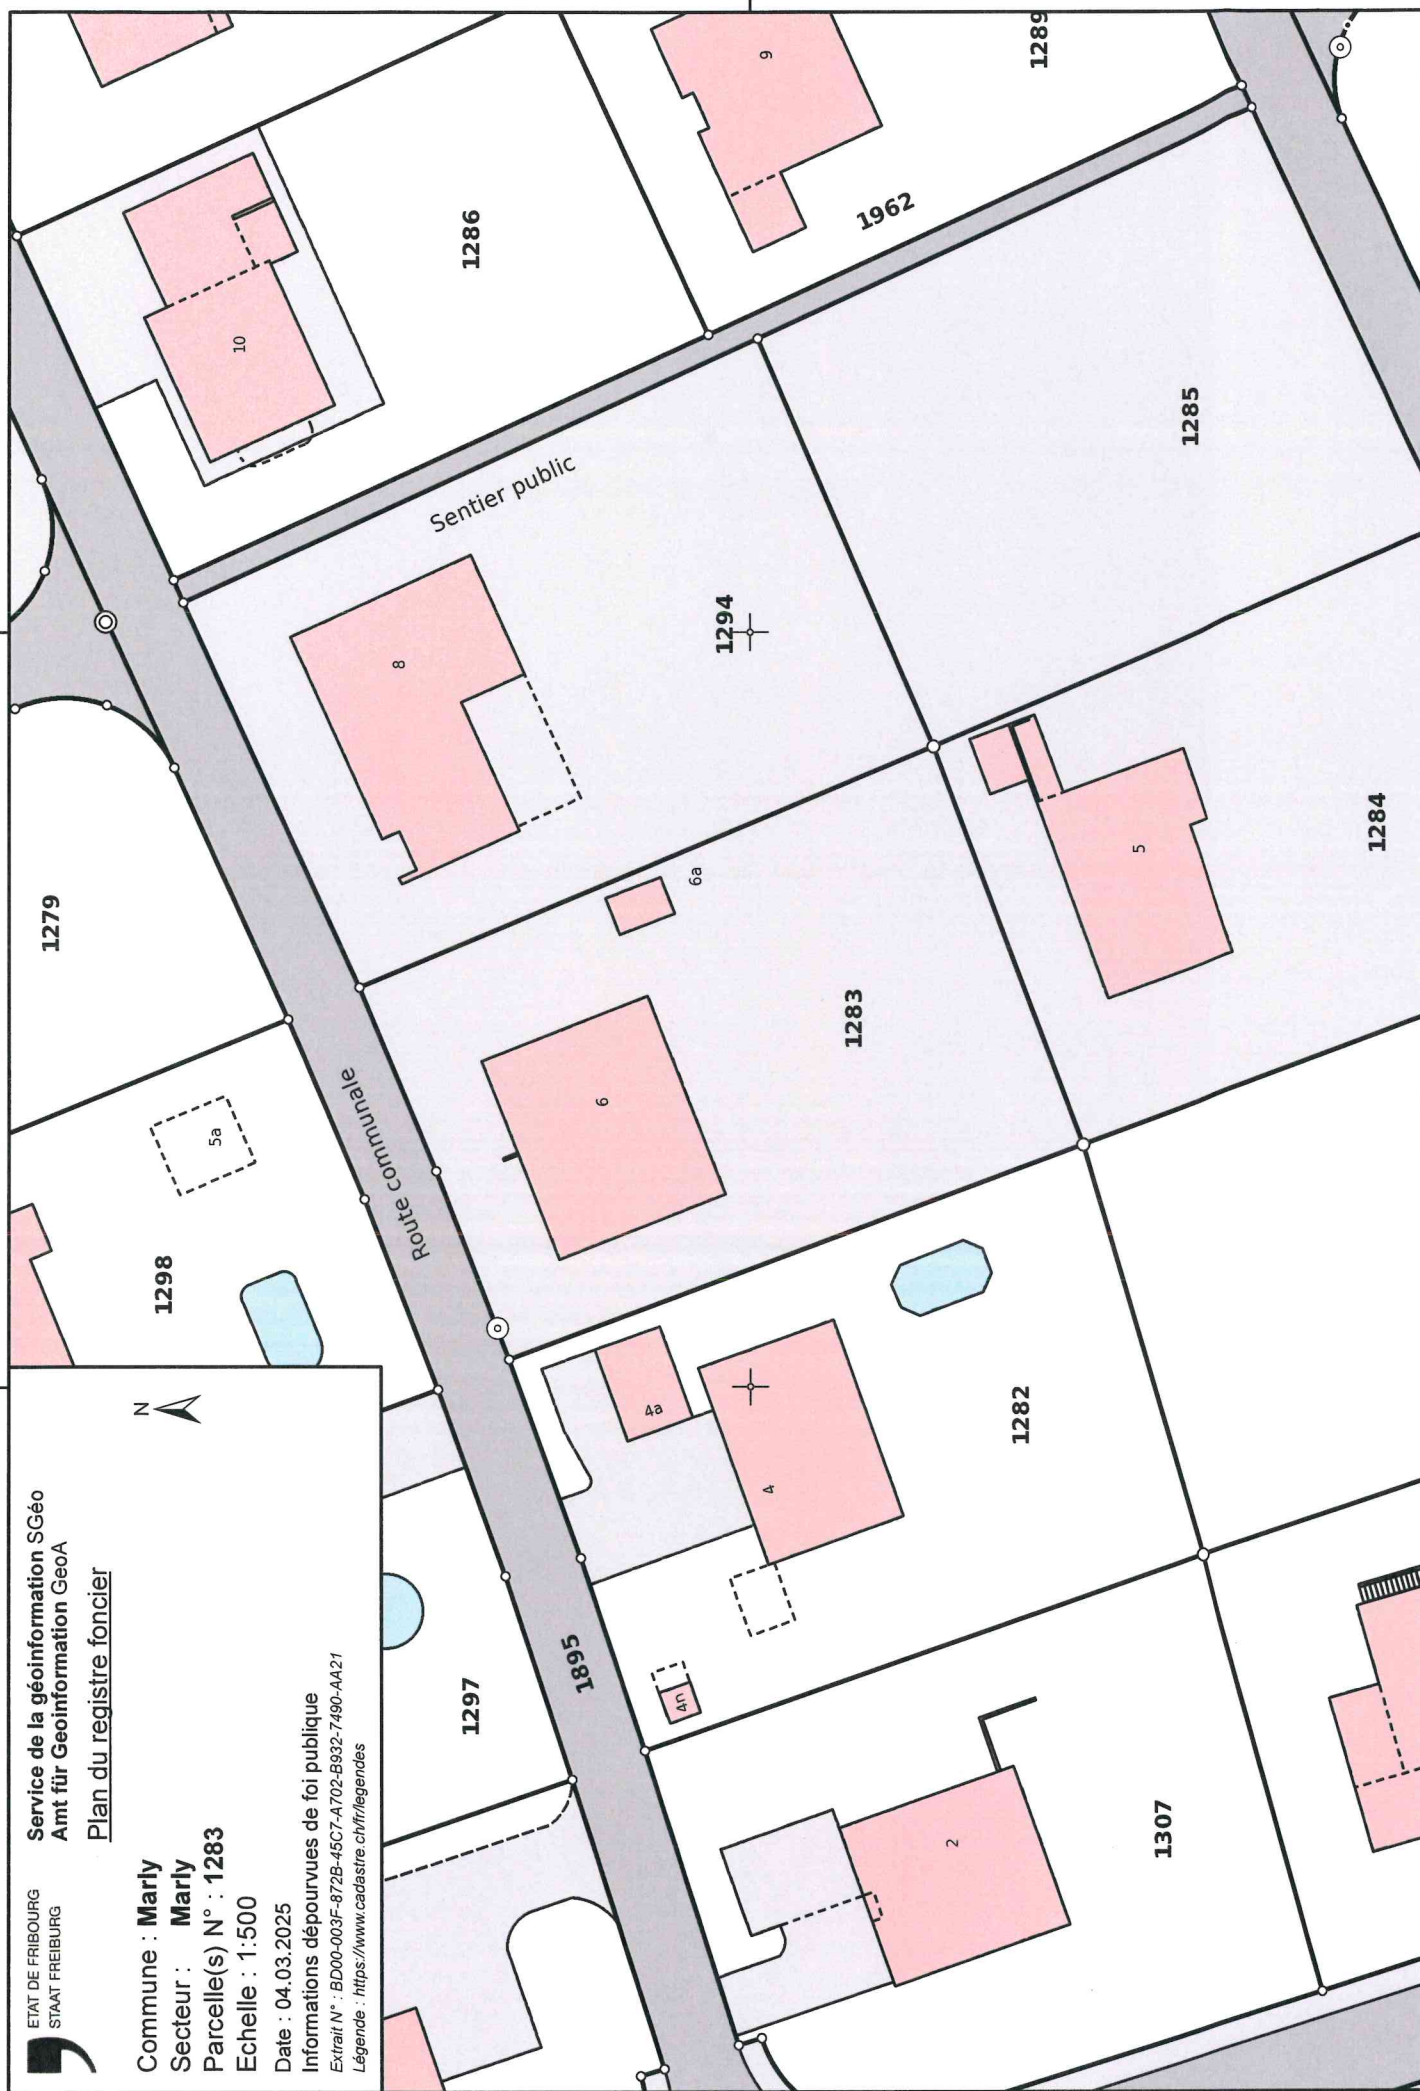 ETAT DE FRIBOURG
STAAT FREIBURG
Service de la géoinformation SGéo
Amt für Geoinformation GeoA
Plan du registre foncier
Commune : Marly
Secteur : Marly
Parcelle(s) N° : 1283
Echelle : 1:500
Date : 04.03.2025
Informations dépourvues de foi publique
Extrait N° : BD00-003F-872B-45C7-A702-B932-7490-AA21
Légende : https://www.cadastre.ch/fr/legendes
N
1279
1298
5a
1297
1895
Route communale
Sentier public
1962
10
1286
9
1289
8
1294
1285
6a
6
1283
5
1284
4a
4
4n
1282
2
1307